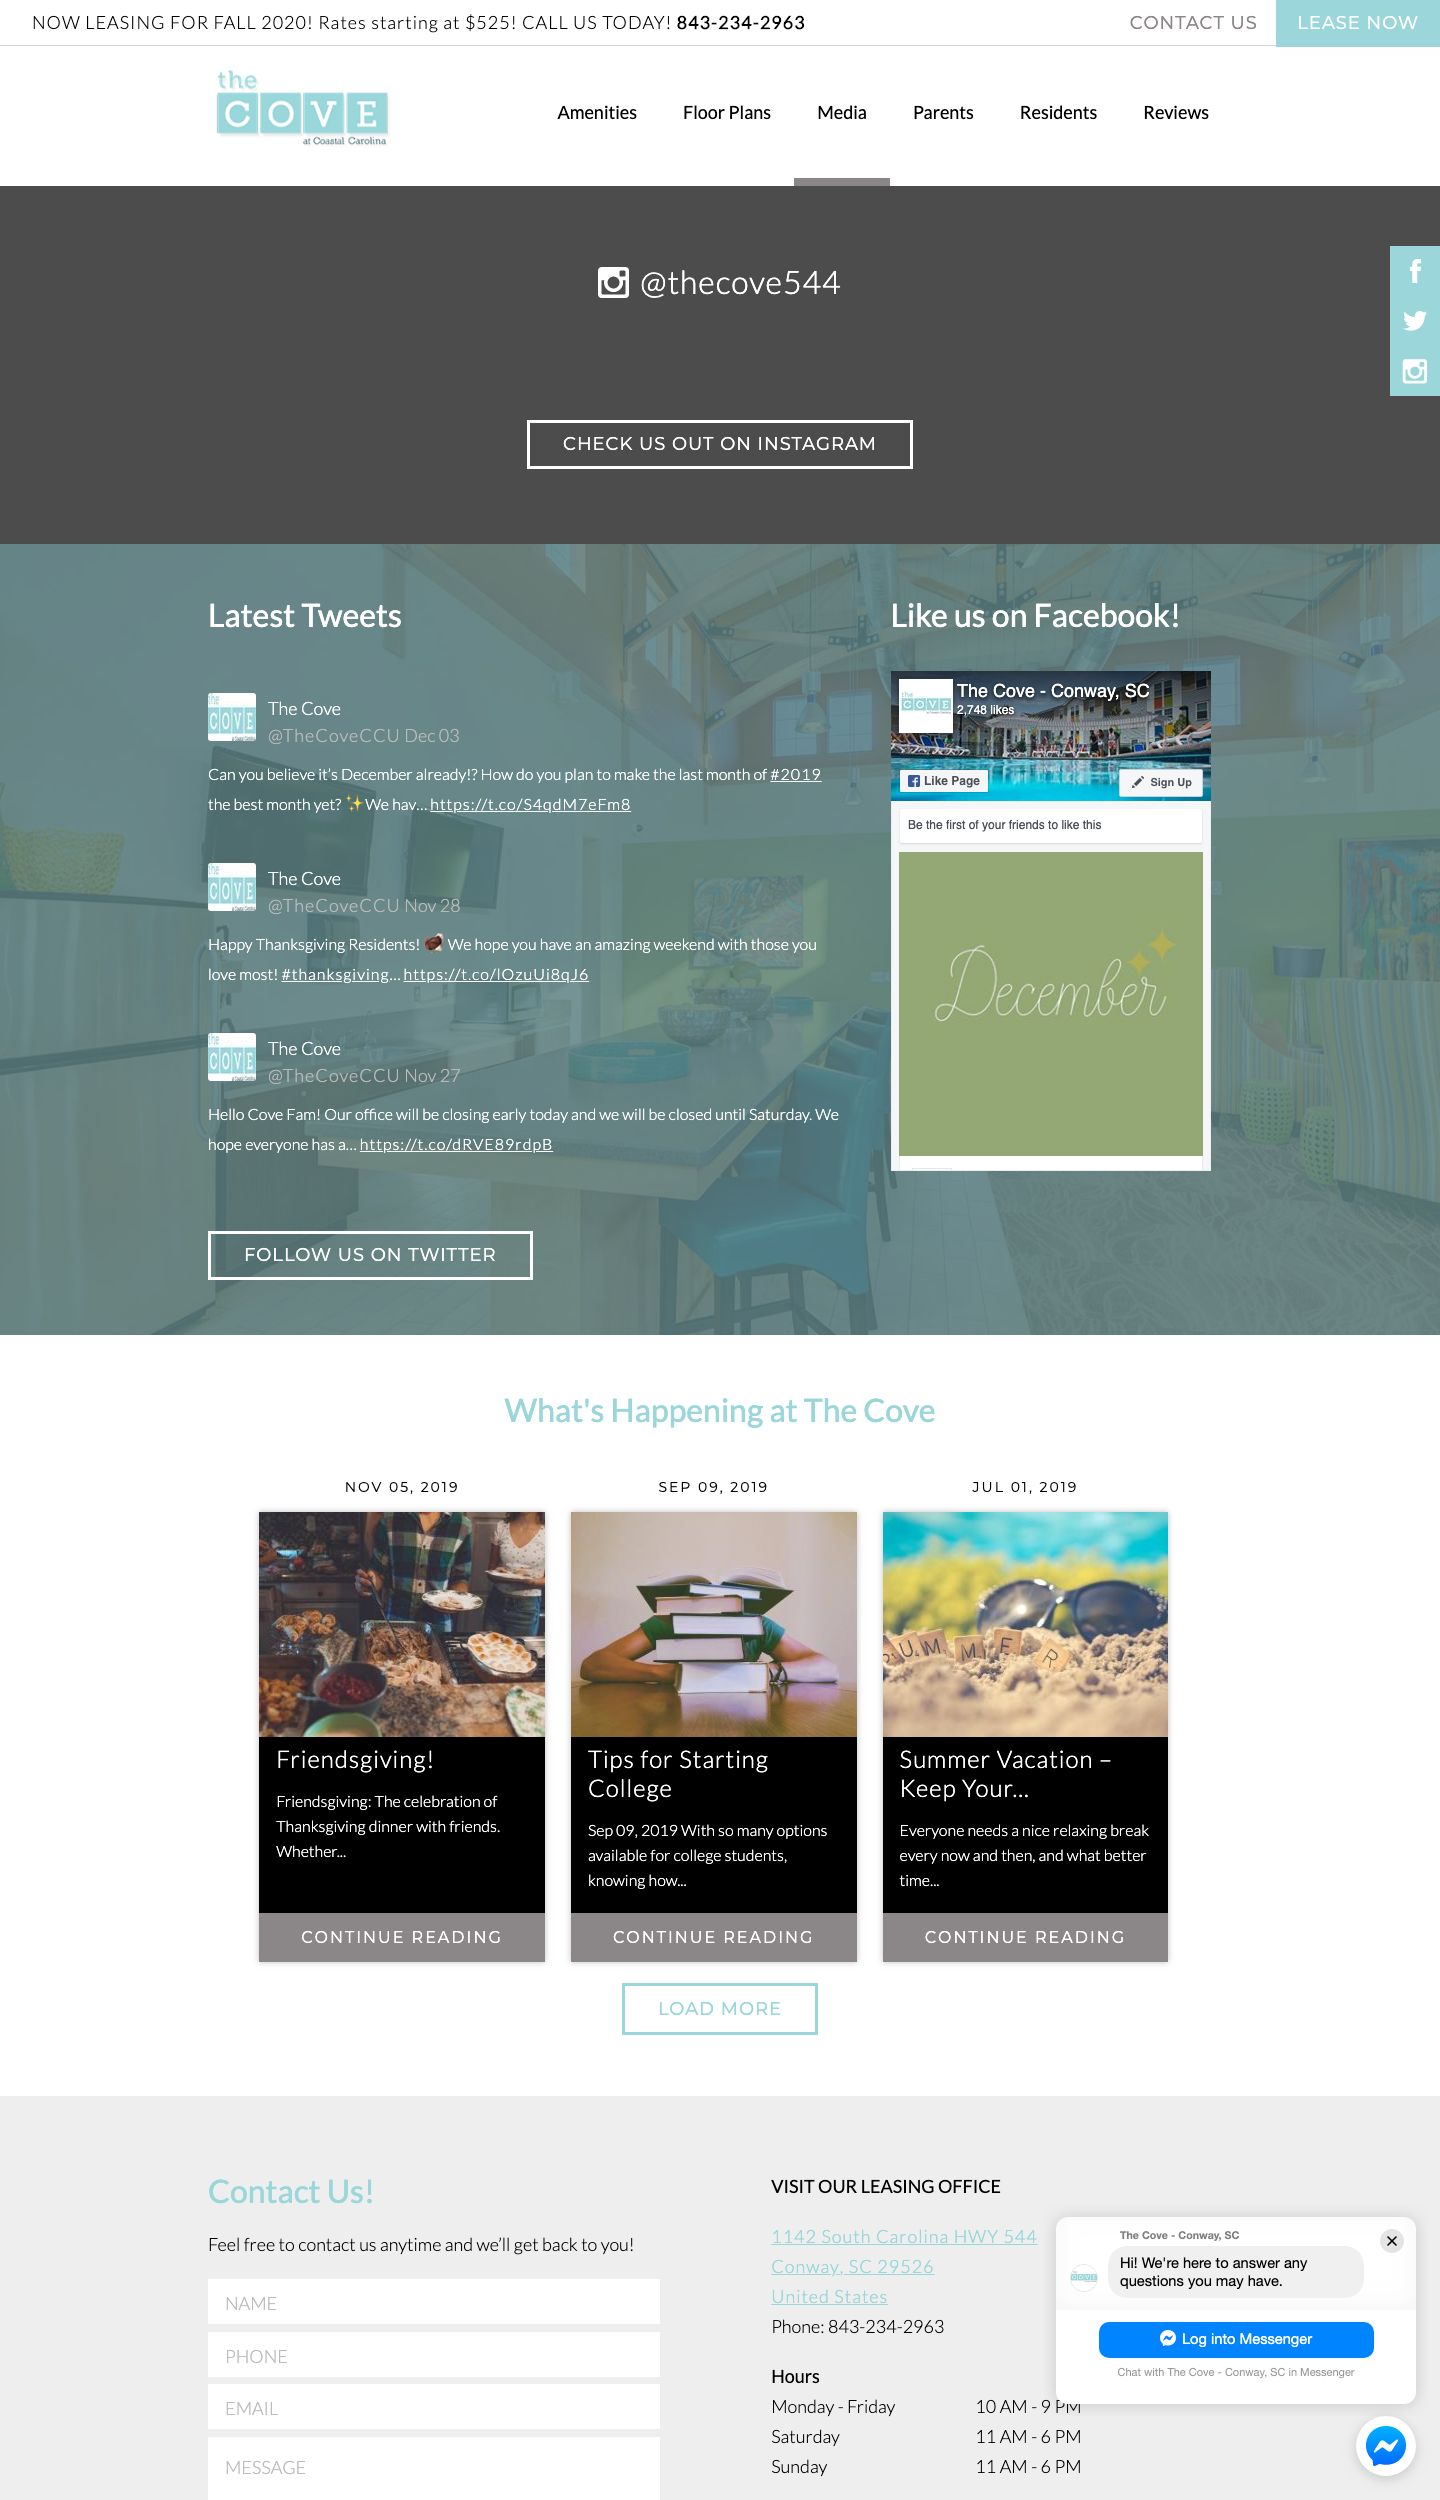 NOW LEASING FOR FALL 2020! Rates starting at $525! CALL US TODAY! 843-234-2963
CONTACT US
LEASE NOW
the
COVE
at Coastal Carolina
Amenities
Floor Plans
Media
Parents
Residents
Reviews
@thecove544
CHECK US OUT ON INSTAGRAM
Latest Tweets
The Cove
@TheCoveCCU Dec 03
Can you believe it's December already!? How do you plan to make the last month of #2019
the best month yet? ✨We hav… https://t.co/S4qdM7eFm8
The Cove
@TheCoveCCU Nov 28
Happy Thanksgiving Residents! 🍗 We hope you have an amazing weekend with those you
love most! #thanksgiving… https://t.co/lOzuUi8qJ6
The Cove
@TheCoveCCU Nov 27
Hello Cove Fam! Our office will be closing early today and we will be closed until Saturday. We
hope everyone has a… https://t.co/dRVE89rdpB
FOLLOW US ON TWITTER
Like us on Facebook!
The Cove - Conway, SC
2,748 likes
Like Page
Sign Up
Be the first of your friends to like this
December
What's Happening at The Cove
NOV 05, 2019
Friendsgiving!
Friendsgiving: The celebration of
Thanksgiving dinner with friends.
Whether...
CONTINUE READING
SEP 09, 2019
Tips for Starting
College
Sep 09, 2019 With so many options
available for college students,
knowing how...
CONTINUE READING
JUL 01, 2019
UMMER
Summer Vacation –
Keep Your...
Everyone needs a nice relaxing break
every now and then, and what better
time...
CONTINUE READING
LOAD MORE
Contact Us!
Feel free to contact us anytime and we'll get back to you!
NAME
PHONE
EMAIL
MESSAGE
VISIT OUR LEASING OFFICE
1142 South Carolina HWY 544
Conway, SC 29526
United States
Phone: 843-234-2963
Hours
Monday - Friday 10 AM - 9 PM
Saturday 11 AM - 6 PM
Sunday 11 AM - 6 PM
The Cove - Conway, SC
Hi! We're here to answer any
questions you may have.
Log into Messenger
Chat with The Cove - Conway, SC in Messenger